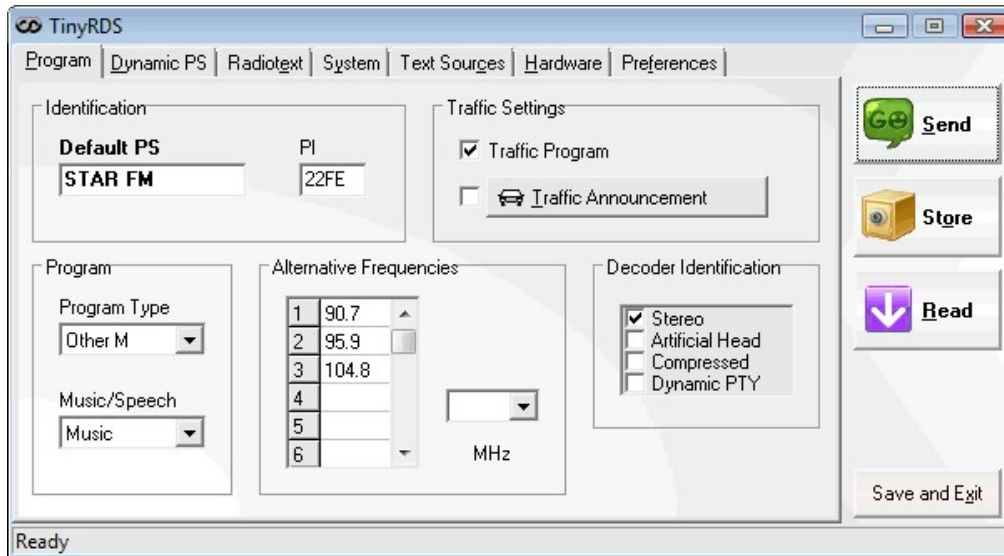 TinyRDS
Program Dynamic PS Radiotext System Text Sources Hardware Preferences
Identification
Default PS PI
STAR FM 22FE
Traffic Settings
Traffic Program
Traffic Announcement
Program
Program Type
Other M
Music/Speech
Music
Alternative Frequencies
1 90.7
2 95.9
3 104.8
4
5
6
MHz
Decoder Identification
Stereo
Artificial Head
Compressed
Dynamic PTY
GO Send
Store
Read
Save and Exit
Ready